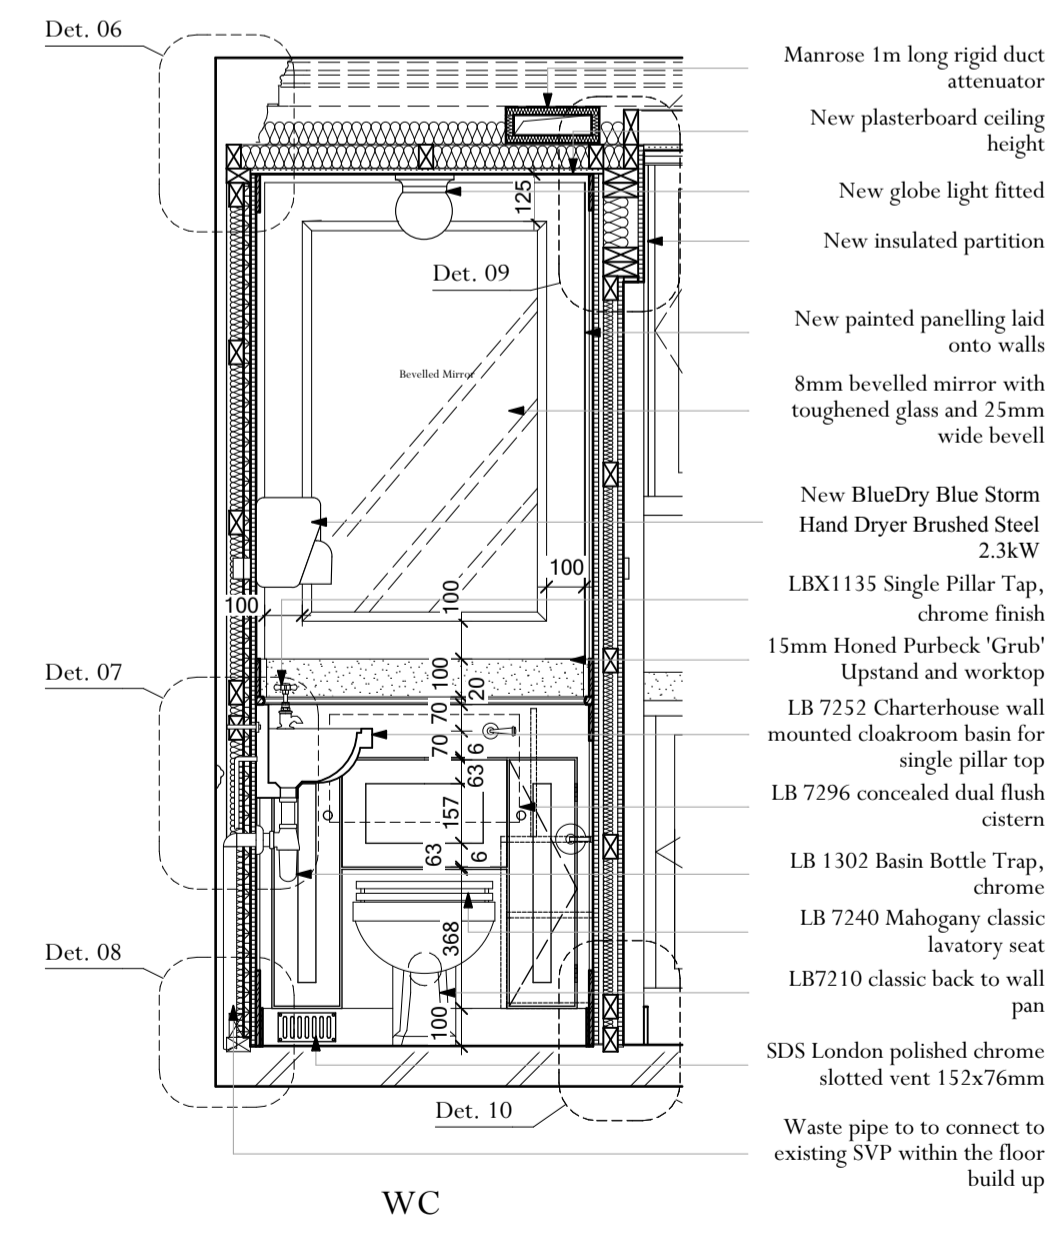 Det. 06
Manrose 1m long rigid duct
attenuator
New plasterboard ceiling
height
New globe light fitted
125
New insulated partition
Det. 09
New painted panelling laid
onto walls
Bevelled Mirror
8mm bevelled mirror with
toughened glass and 25mm
wide bevell
New BlueDry Blue Storm
Hand Dryer Brushed Steel
2.3kW
100
100
100
LBX1135 Single Pillar Tap,
chrome finish
15mm Honed Purbeck 'Grub'
Upstand and worktop
Det. 07
100
20
70
70
6
63
157
63
6
368
100
LB 7252 Charterhouse wall
mounted cloakroom basin for
single pillar top
LB 7296 concealed dual flush
cistern
LB 1302 Basin Bottle Trap,
chrome
LB 7240 Mahogany classic
lavatory seat
Det. 08
LB7210 classic back to wall
pan
SDS London polished chrome
slotted vent 152x76mm
Det. 10
Waste pipe to to connect to
existing SVP within the floor
build up
WC